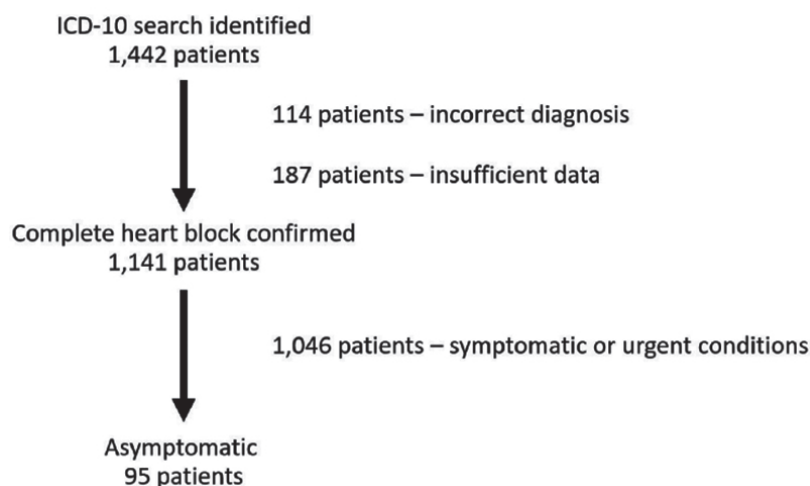 ICD-10 search identified
1,442 patients
114 patients – incorrect diagnosis
187 patients – insufficient data
Complete heart block confirmed
1,141 patients
1,046 patients – symptomatic or urgent conditions
Asymptomatic
95 patients